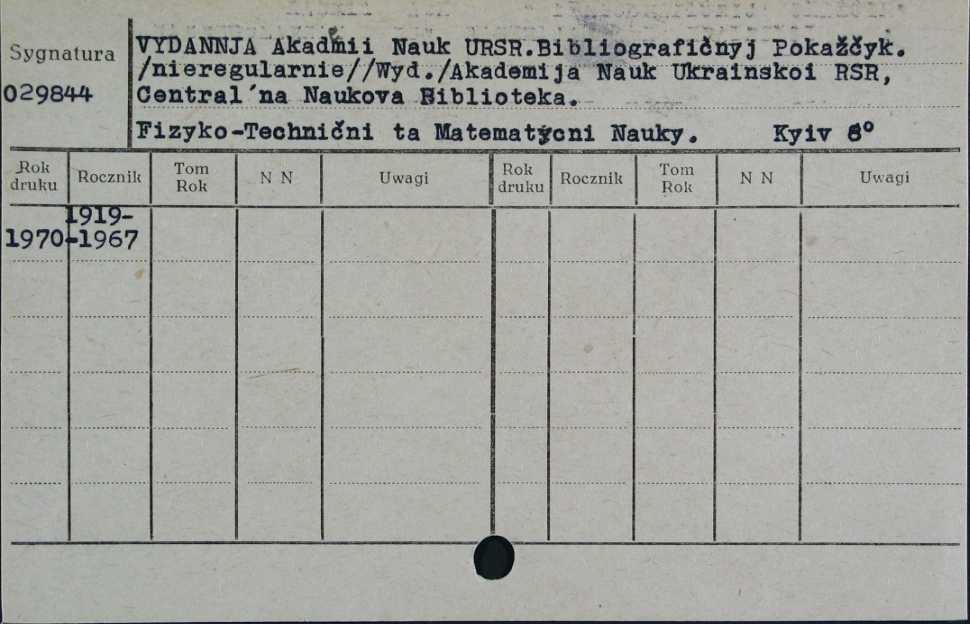 Sygnatura
029844
VYDANNJA Akadmii Nauk URSR.Bibliografičnyj Pokažčyk.
/nieregularnie//Wyd./Akademija Nauk Ukrainskoi RSR,
Central´na Naukova Biblioteka.
Fizyko-Technični ta Matematycni Nauky. Kyiv 8°
Rok druku Rocznik Tom Rok N N Uwagi Rok druku Rocznik Tom Rok N N Uwagi
1919-
1970-1967